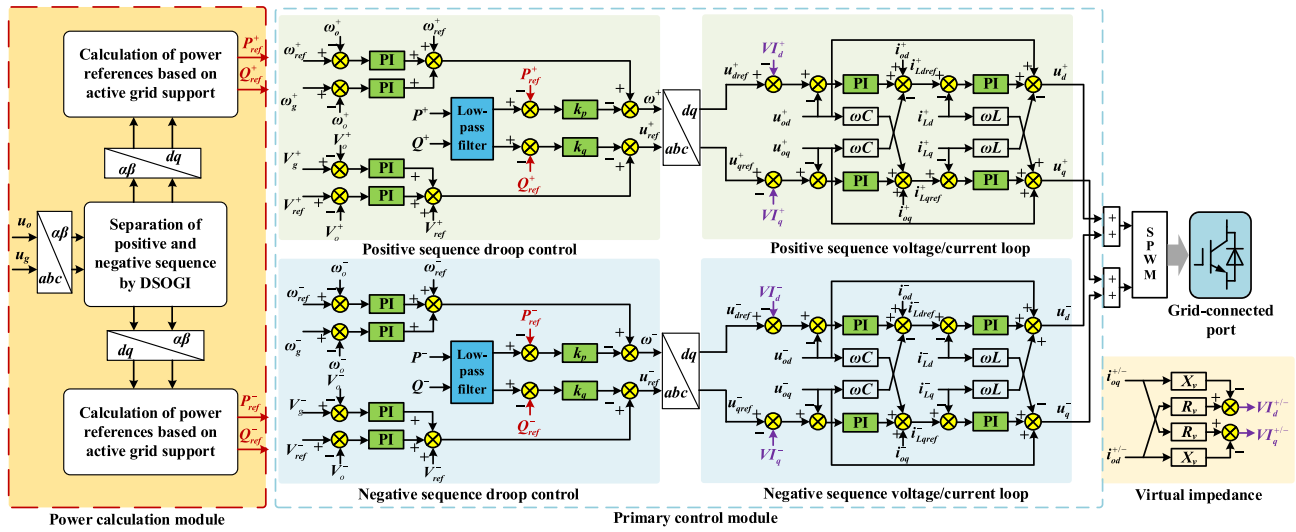 Calculation of power
references based on
active grid support
P⁺ref
Q⁺ref
dq
αβ
uo
ug
αβ
abc
Separation of
positive and
negative sequence
by DSOGI
dq
αβ
Calculation of power
references based on
active grid support
P⁻ref
Q⁻ref
Power calculation module
ω⁺o
ω⁺ref
ω⁺ref
PI
ω⁺g
PI
ω⁺o
P⁺
Q⁺
Low-
pass
filter
P⁺ref
kp
kq
Q⁺ref
ω⁺
u⁺ref
V⁺o
V⁺g
PI
V⁺ref
PI
V⁺o
V⁺ref
Positive sequence droop control
dq
abc
VI⁺d
u⁺dref
PI
i⁺od
i⁺Ldref
PI
u⁺d
u⁺od
ωC
i⁺Ld
ωL
u⁺oq
ωC
i⁺Lq
ωL
u⁺qref
PI
i⁺Lqref
PI
u⁺q
VI⁺q
i⁺oq
Positive sequence voltage/current loop
ω⁻o
ω⁻ref
ω⁻ref
PI
ω⁻g
PI
ω⁻o
P⁻
Q⁻
Low-
pass
filter
P⁻ref
kp
kq
Q⁻ref
ω⁻
u⁻ref
V⁻o
V⁻g
PI
V⁻ref
PI
V⁻o
V⁻ref
Negative sequence droop control
dq
abc
VI⁻d
u⁻dref
PI
i⁻od
i⁻Ldref
PI
u⁻d
u⁻od
ωC
i⁻Ld
ωL
u⁻oq
ωC
i⁻Lq
ωL
u⁻qref
PI
i⁻Lqref
PI
u⁻q
VI⁻q
i⁻oq
Negative sequence voltage/current loop
Primary control module
+
+
+
+
SPWM
Grid-connected
port
i⁺/⁻oq
Xv
Rv
VI⁺/⁻d
Rv
VI⁺/⁻q
i⁺/⁻od
Xv
Virtual impedance